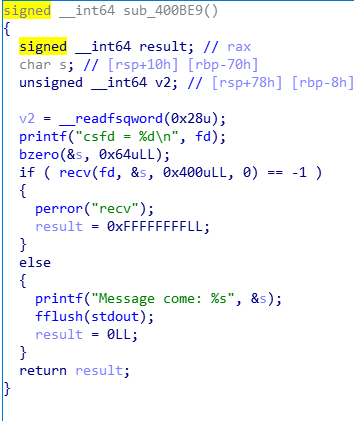 signed __int64 sub_400BE9()
{
  signed __int64 result; // rax
  char s; // [rsp+10h] [rbp-70h]
  unsigned __int64 v2; // [rsp+78h] [rbp-8h]

  v2 = __readfsqword(0x28u);
  printf("csfd = %d\n", fd);
  bzero(&s, 0x64uLL);
  if ( recv(fd, &s, 0x400uLL, 0) == -1 )
  {
    perror("recv");
    result = 0xFFFFFFFFLL;
  }
  else
  {
    printf("Message come: %s", &s);
    fflush(stdout);
    result = 0LL;
  }
  return result;
}